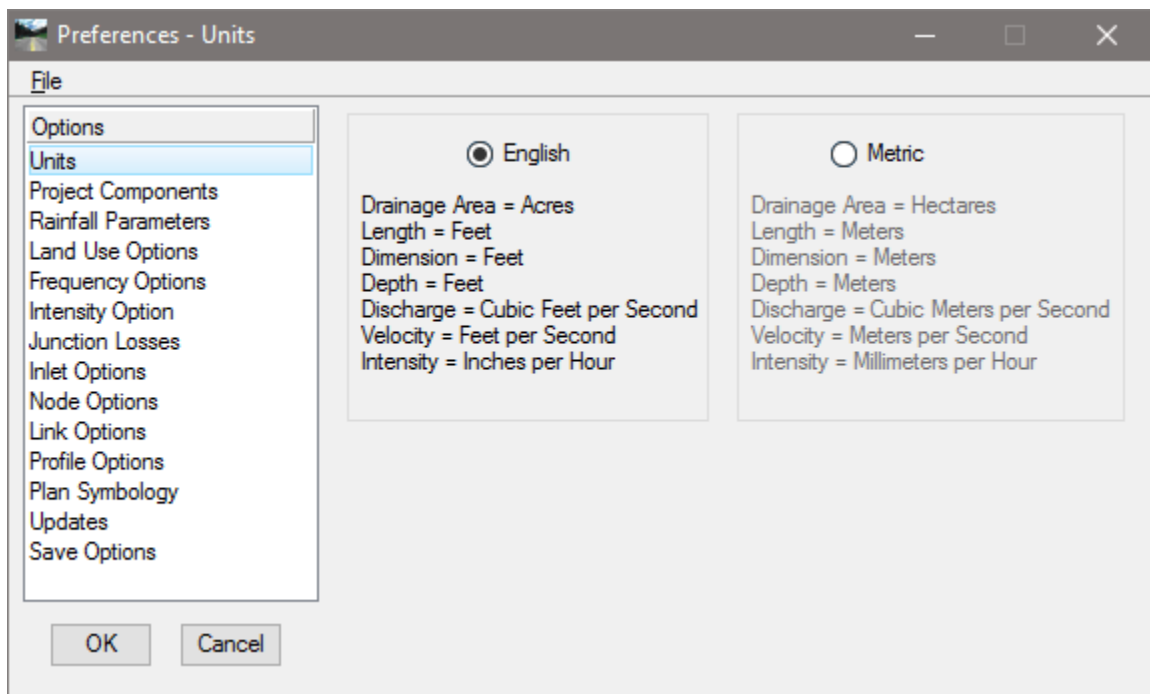 Preferences - Units
File
Options
Units
Project Components
Rainfall Parameters
Land Use Options
Frequency Options
Intensity Option
Junction Losses
Inlet Options
Node Options
Link Options
Profile Options
Plan Symbology
Updates
Save Options
English
Drainage Area = Acres
Length = Feet
Dimension = Feet
Depth = Feet
Discharge = Cubic Feet per Second
Velocity = Feet per Second
Intensity = Inches per Hour
Metric
Drainage Area = Hectares
Length = Meters
Dimension = Meters
Depth = Meters
Discharge = Cubic Meters per Second
Velocity = Meters per Second
Intensity = Millimeters per Hour
OK
Cancel